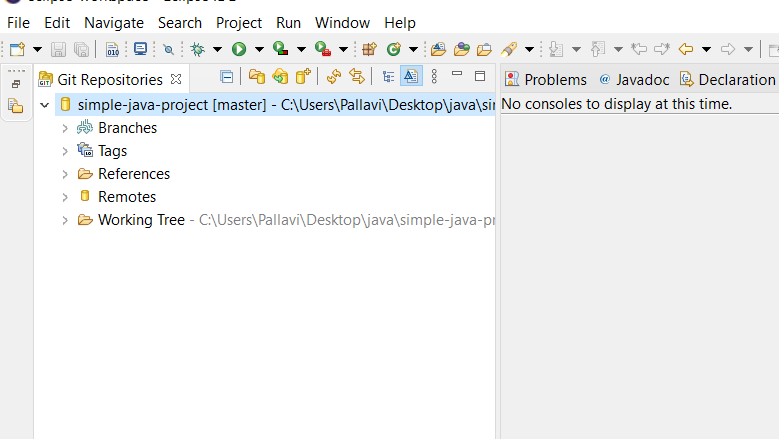 File Edit Navigate Search Project Run Window Help
Git Repositories
simple-java-project [master] - C:\Users\Pallavi\Desktop\java\si
Branches
Tags
References
Remotes
Working Tree - C:\Users\Pallavi\Desktop\java\simple-java-pr
Problems @ Javadoc Declaration
No consoles to display at this time.